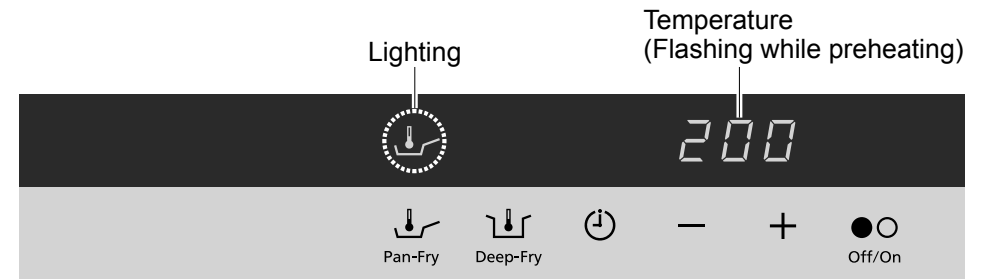 Lighting
Temperature
(Flashing while preheating)
200
Pan-Fry
Deep-Fry
Off/On